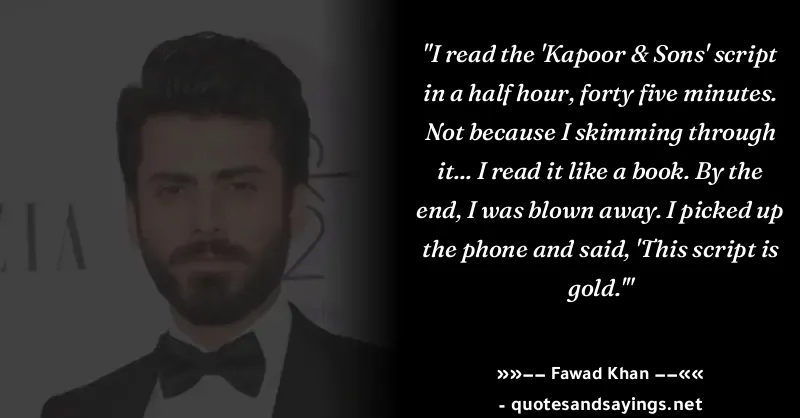 "I read the 'Kapoor & Sons' script
in a half hour, forty five minutes.
Not because I skimming through
it... I read it like a book. By the
end, I was blown away. I picked up
the phone and said, 'This script is
gold.'"
»»−− Fawad Khan −−««
- quotesandsayings.net
ZIA